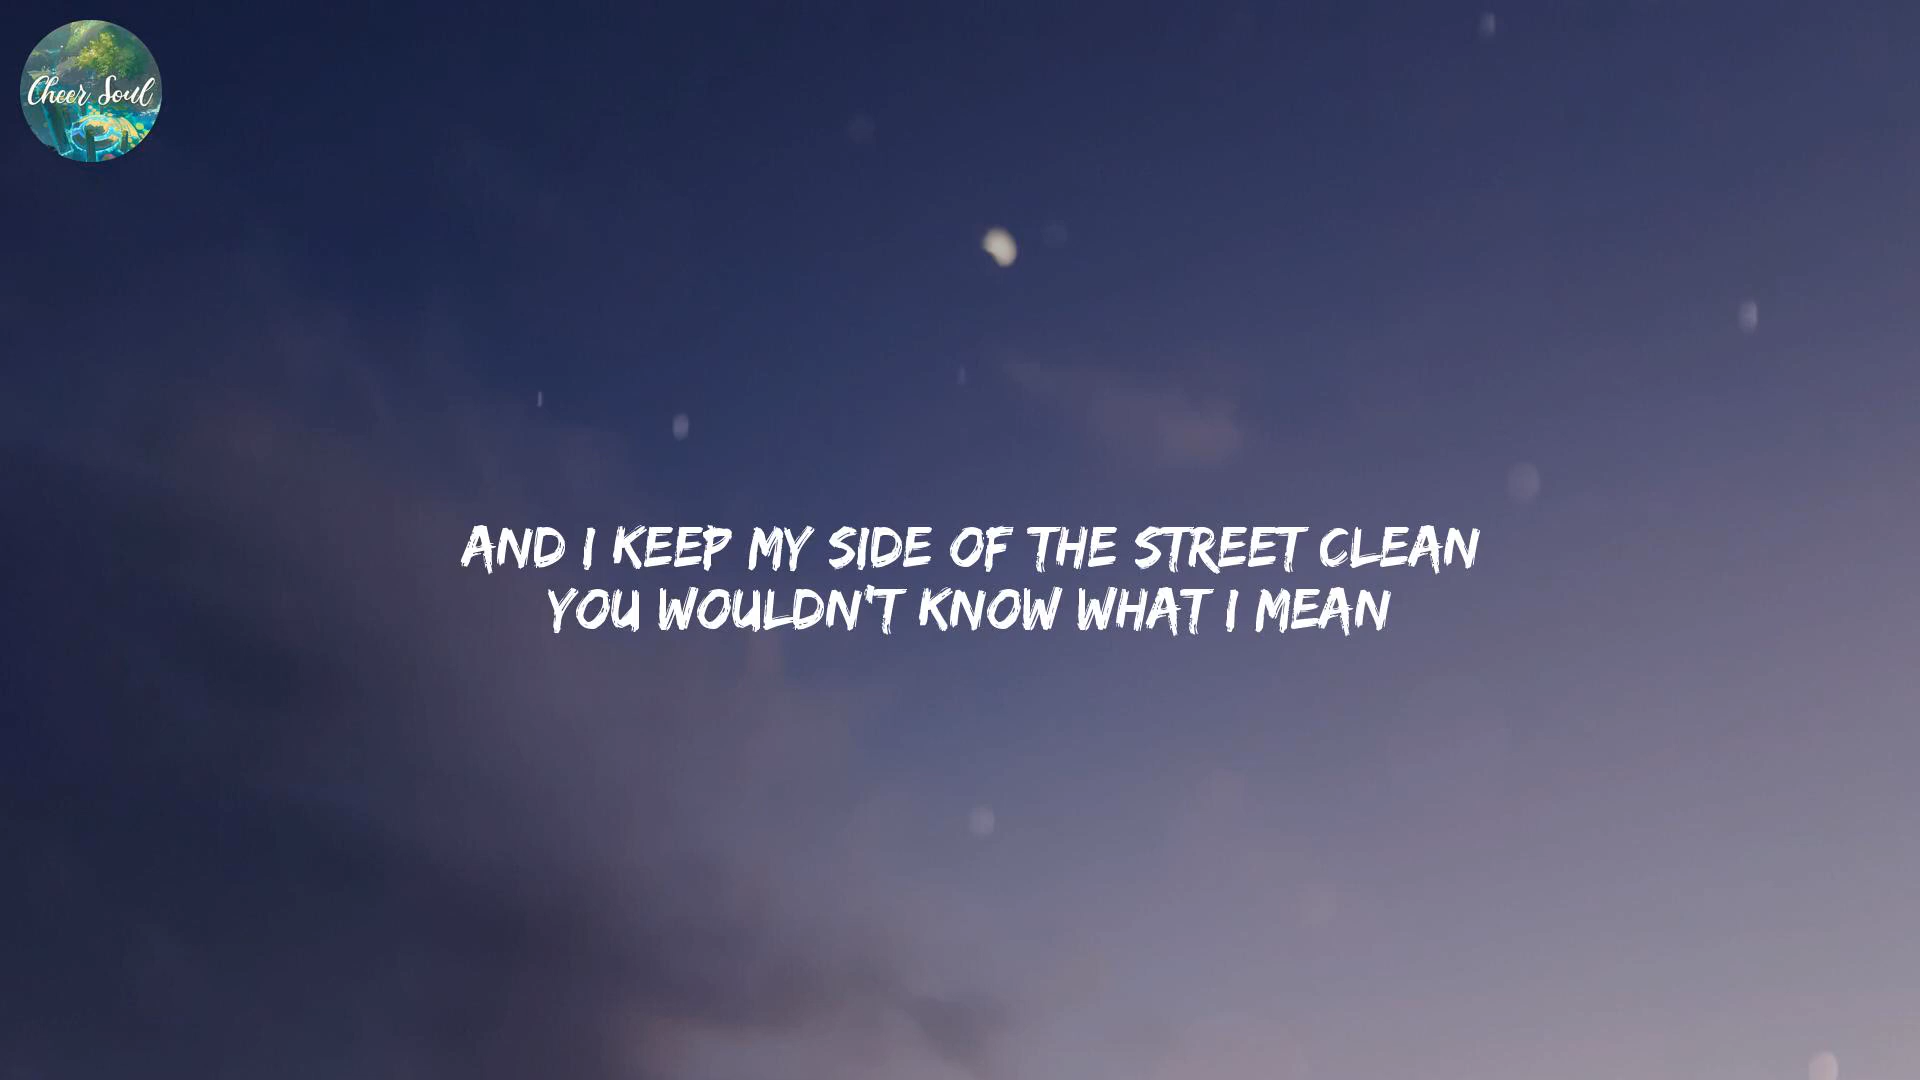 Cheer Soul
AND I KEEP MY SIDE OF THE STREET CLEAN
YOU WOULDN'T KNOW WHAT I MEAN